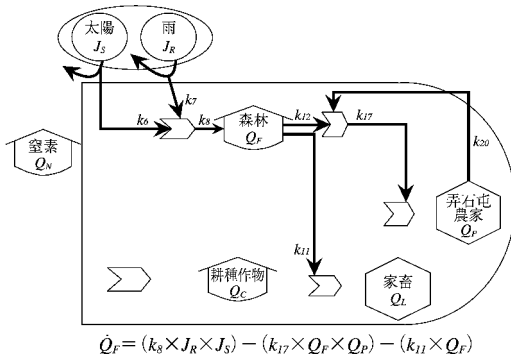 太陽
J_S
雨
J_R
k_7
k_6
k_8
森林
Q_F
k_12
k_17
k_20
窒素
Q_N
弄石屯
農家
Q_P
k_11
耕種作物
Q_C
家畜
Q_L
Q̇_F = (k_8×J_R×J_S) − (k_17×Q_F×Q_P) − (k_11×Q_F)